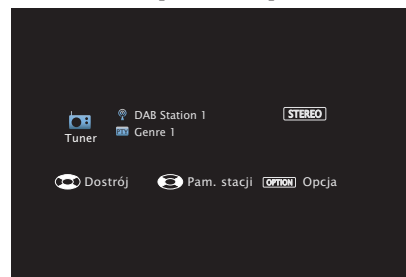 DAB Station 1
STEREO
Genre 1
Tuner
Dostrój Pam. stacji OPTION Opcja